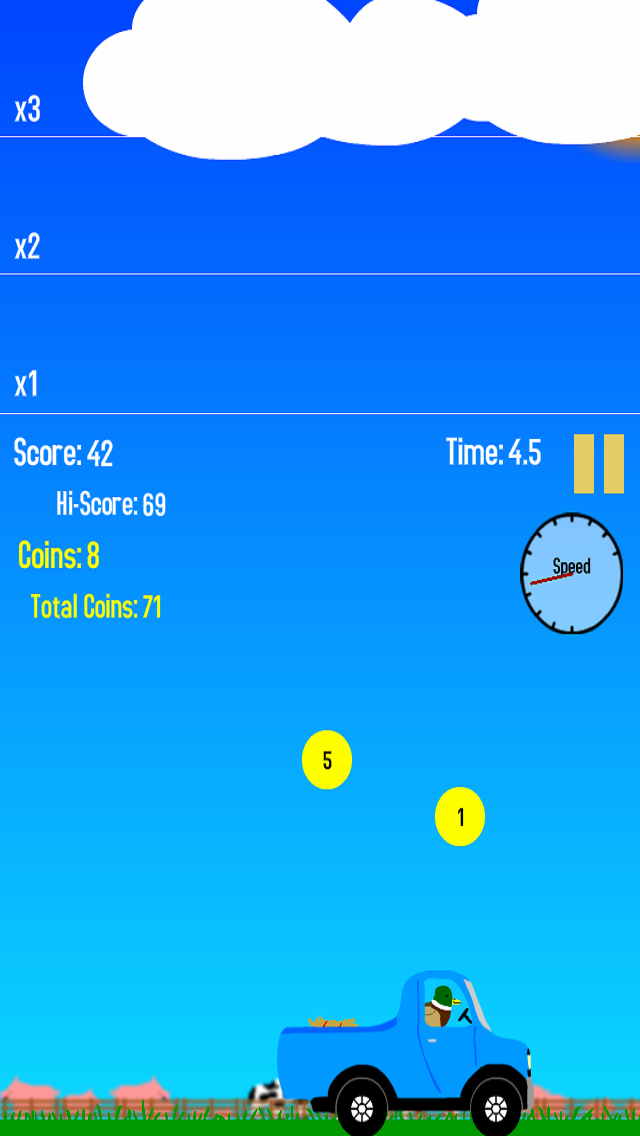 x3
x2
x1
Score: 42
Time: 4.5
Hi-Score: 69
Coins: 8
Speed
Total Coins: 71
5
1